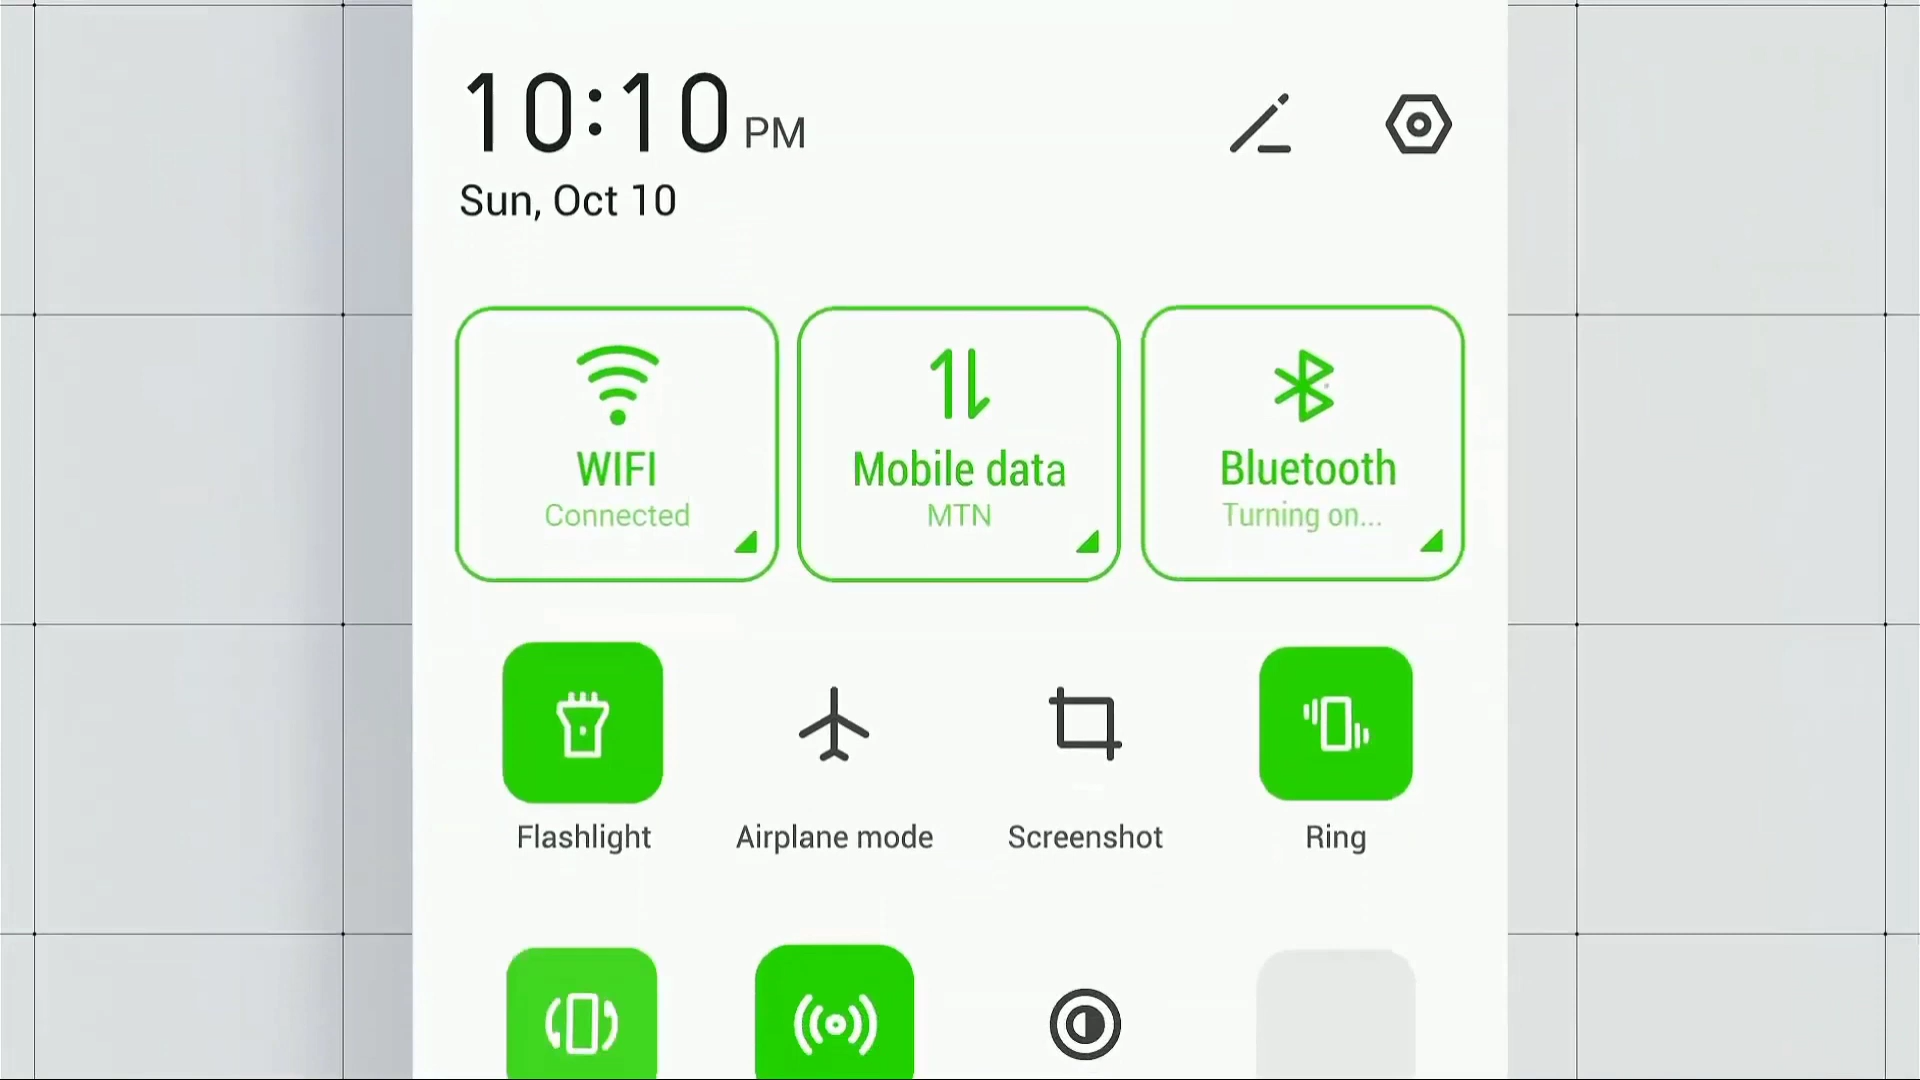 10:10 PM
Sun, Oct 10
WIFI
Connected
Mobile data
MTN
Bluetooth
Turning on...
Flashlight
Airplane mode
Screenshot
Ring